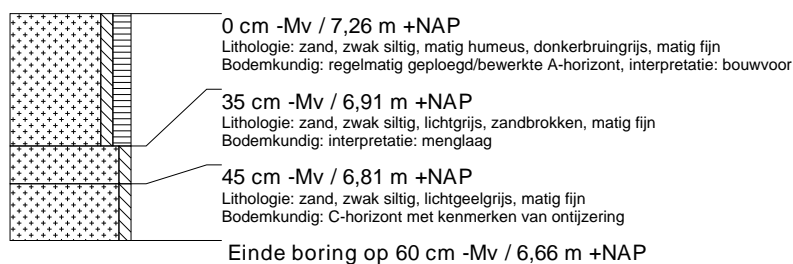 0 cm -Mv / 7,26 m +NAP
Lithologie: zand, zwak siltig, matig humeus, donkerbruingrijs, matig fijn
Bodemkundig: regelmatig geploegd/bewerkte A-horizont, interpretatie: bouwvoor
35 cm -Mv / 6,91 m +NAP
Lithologie: zand, zwak siltig, lichtgrijs, zandbrokken, matig fijn
Bodemkundig: interpretatie: menglaag
45 cm -Mv / 6,81 m +NAP
Lithologie: zand, zwak siltig, lichtgeelgrijs, matig fijn
Bodemkundig: C-horizont met kenmerken van ontijzering
Einde boring op 60 cm -Mv / 6,66 m +NAP